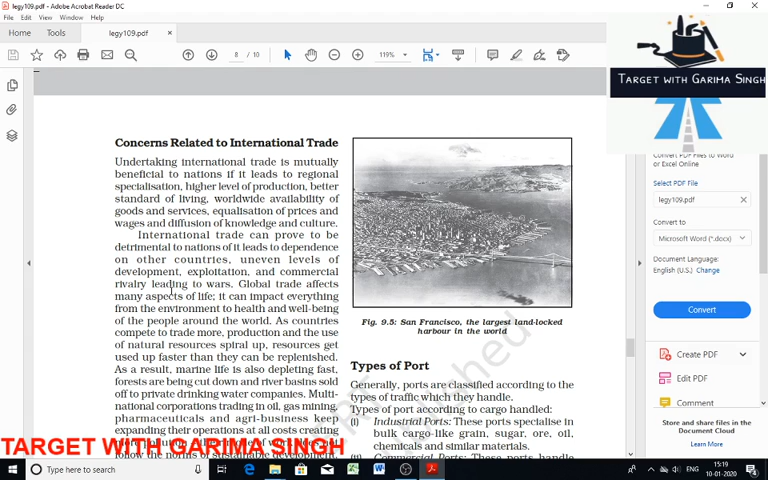 legy109.pdf - Adobe Acrobat Reader DC
File Edit View Window Help
Home Tools legy109.pdf ×
8 / 10 119%
TARGET WITH GARIMA SINGH
Concerns Related to International Trade
Undertaking international trade is mutually
beneficial to nations if it leads to regional
specialisation, higher level of production, better
standard of living, worldwide availability of
goods and services, equalisation of prices and
wages and diffusion of knowledge and culture.
International trade can prove to be
detrimental to nations of it leads to dependence
on other countries, uneven levels of
development, exploitation, and commercial
rivalry leading to wars. Global trade affects
many aspects of life; it can impact everything
from the environment to health and well-being
of the people around the world. As countries
compete to trade more, production and the use
of natural resources spiral up, resources get
used up faster than they can be replenished.
As a result, marine life is also depleting fast,
forests are being cut down and river basins sold
off to private drinking water companies. Multi-
national corporations trading in oil, gas mining,
pharmaceuticals and agri-business keep
expanding their operations at all costs creating
follow the norms of sustainable development.
Fig. 9.5: San Francisco, the largest land-locked
harbour in the world
Types of Port
Generally, ports are classified according to the
types of traffic which they handle.
Types of port according to cargo handled:
(i) Industrial Ports: These ports specialise in
bulk cargo-like grain, sugar, ore, oil,
chemicals and similar materials.
(ii) Commercial Ports: These ports handle
Convert PDF Files to Word
or Excel Online
Select PDF File
legy109.pdf ×
Convert to
Microsoft Word (*.docx)
Document Language:
English (U.S.) Change
Convert
Create PDF
Edit PDF
Comment
Store and share files in the
Document Cloud
Learn More
TARGET WITH GARIMA SINGH
Type here to search
15:19
10-01-2020